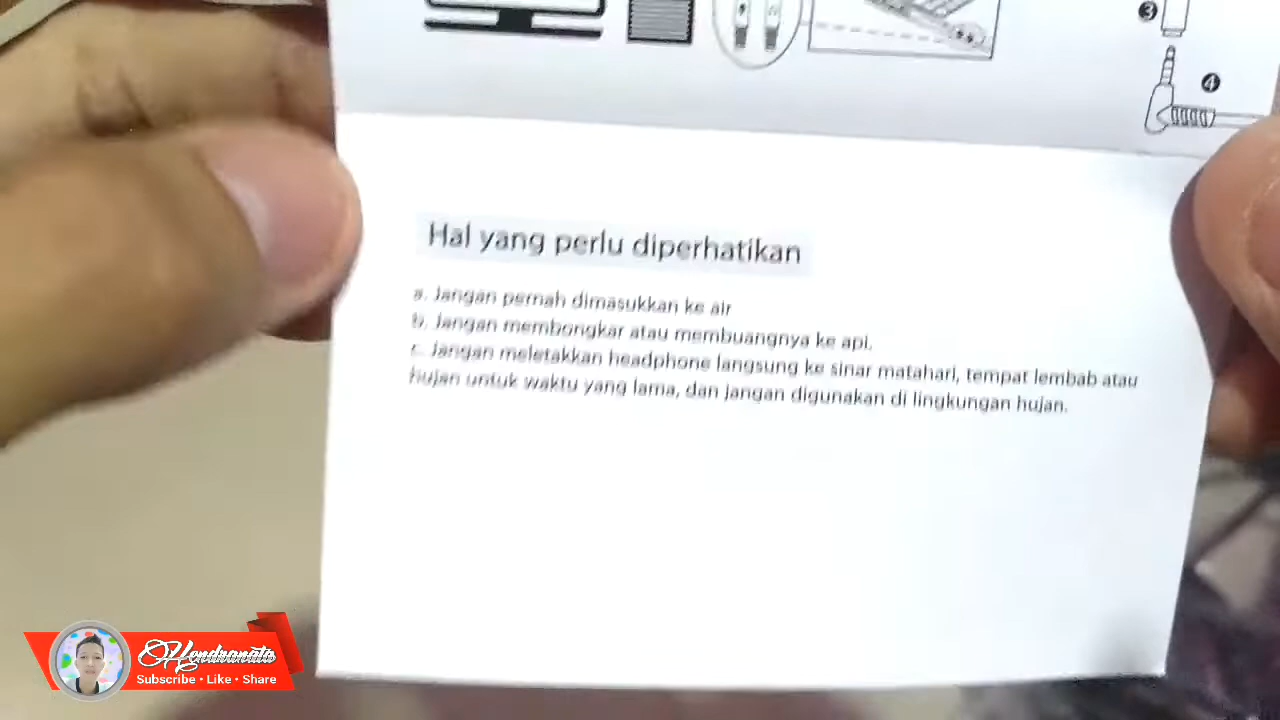 3
4
Hal yang perlu diperhatikan
a. Jangan pernah dimasukkan ke air
b. Jangan membongkar atau membuangnya ke api.
c. Jangan meletakkan headphone langsung ke sinar matahari, tempat lembab atau
hujan untuk waktu yang lama, dan jangan digunakan di lingkungan hujan.
Hendranata
Subscribe • Like • Share